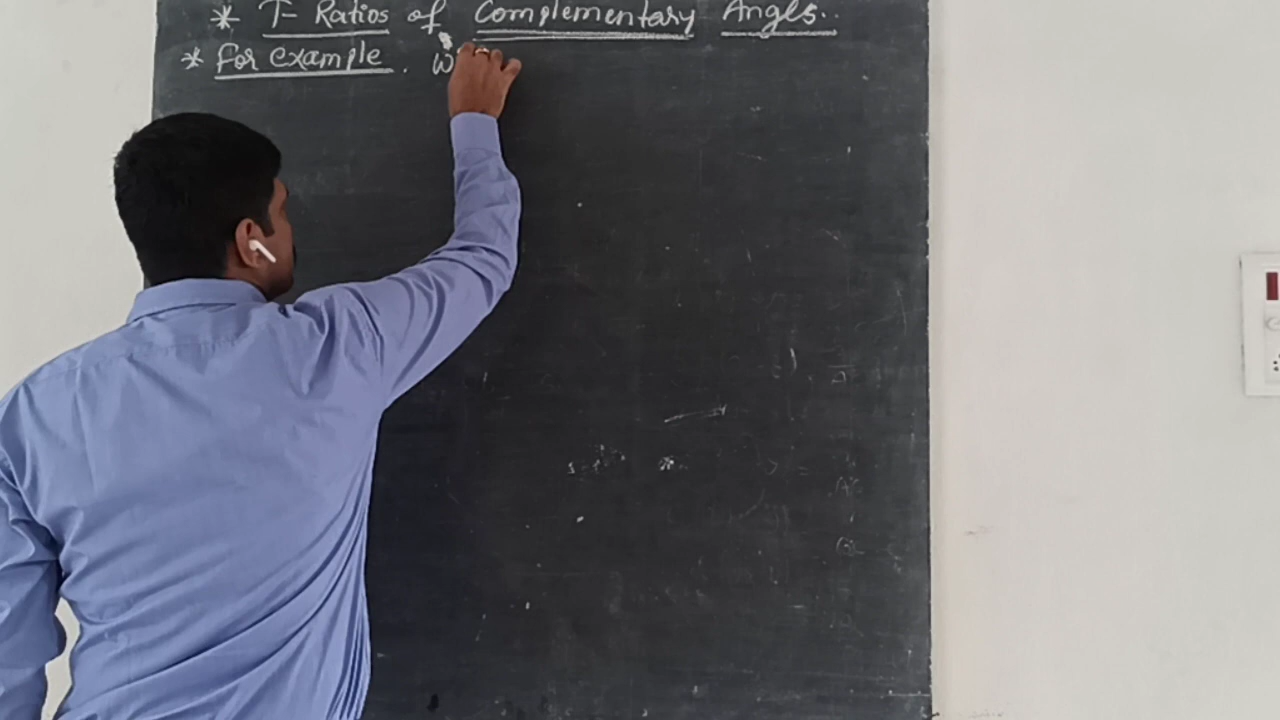 * T- Ratios of Complementary Angles..
* for example. W